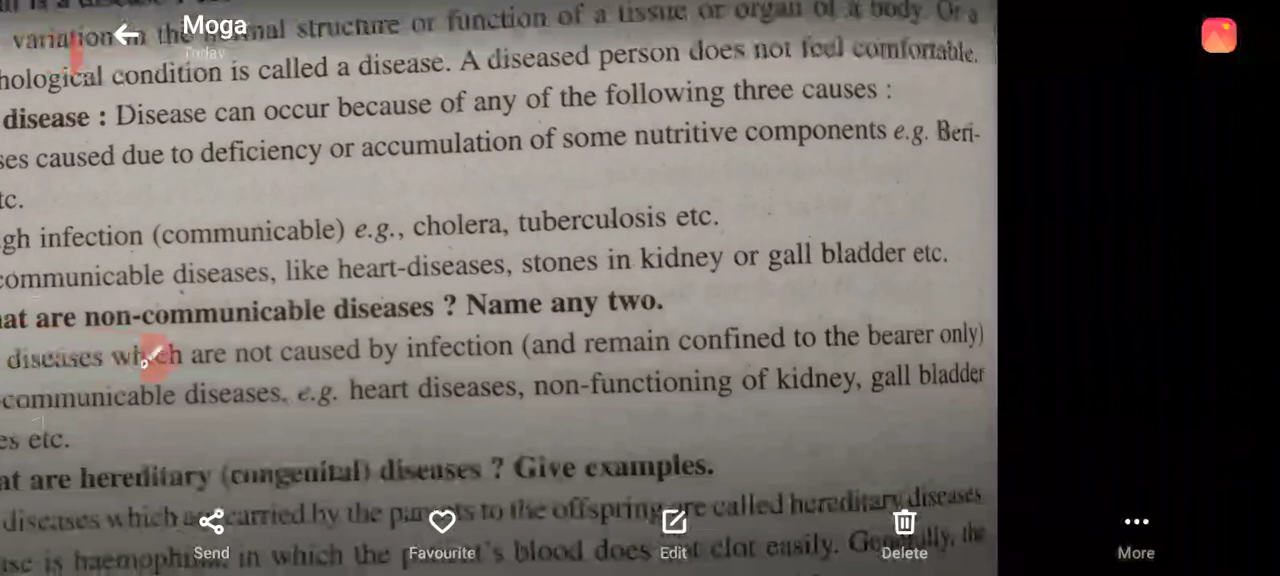 Moga
Today
variation in the normal structure or function of a tissue or organ of a body. Or a
hological condition is called a disease. A diseased person does not feel comfortable.
disease : Disease can occur because of any of the following three causes :
ses caused due to deficiency or accumulation of some nutritive components e.g. Beri-
tc.
gh infection (communicable) e.g., cholera, tuberculosis etc.
communicable diseases, like heart-diseases, stones in kidney or gall bladder etc.
at are non-communicable diseases ? Name any two.
diseases which are not caused by infection (and remain confined to the bearer only)
-communicable diseases. e.g. heart diseases, non-functioning of kidney, gall bladder
es etc.
at are hereditary (congenital) diseases ? Give examples.
diseases which are carried by the parents to the offspring are called hereditary diseases
ase is haemophilia in which the patient's blood does not clot easily. Generally, the
Send Favourite Edit Delete More